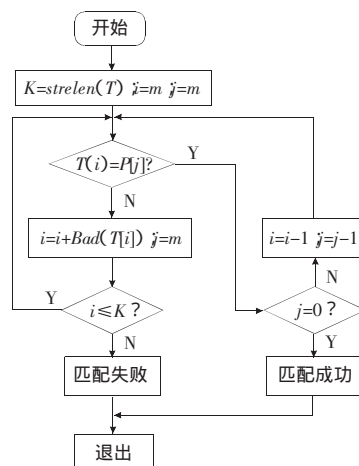 开始
K=strelen(T) ;i=m ;j=m
T(i)=P[j]?
Y
N
i=i+Bad(T[i]) ;j=m
i=i-1 ;j=j-1
Y
i≤K?
N
j=0?
N
Y
匹配失败
匹配成功
退出